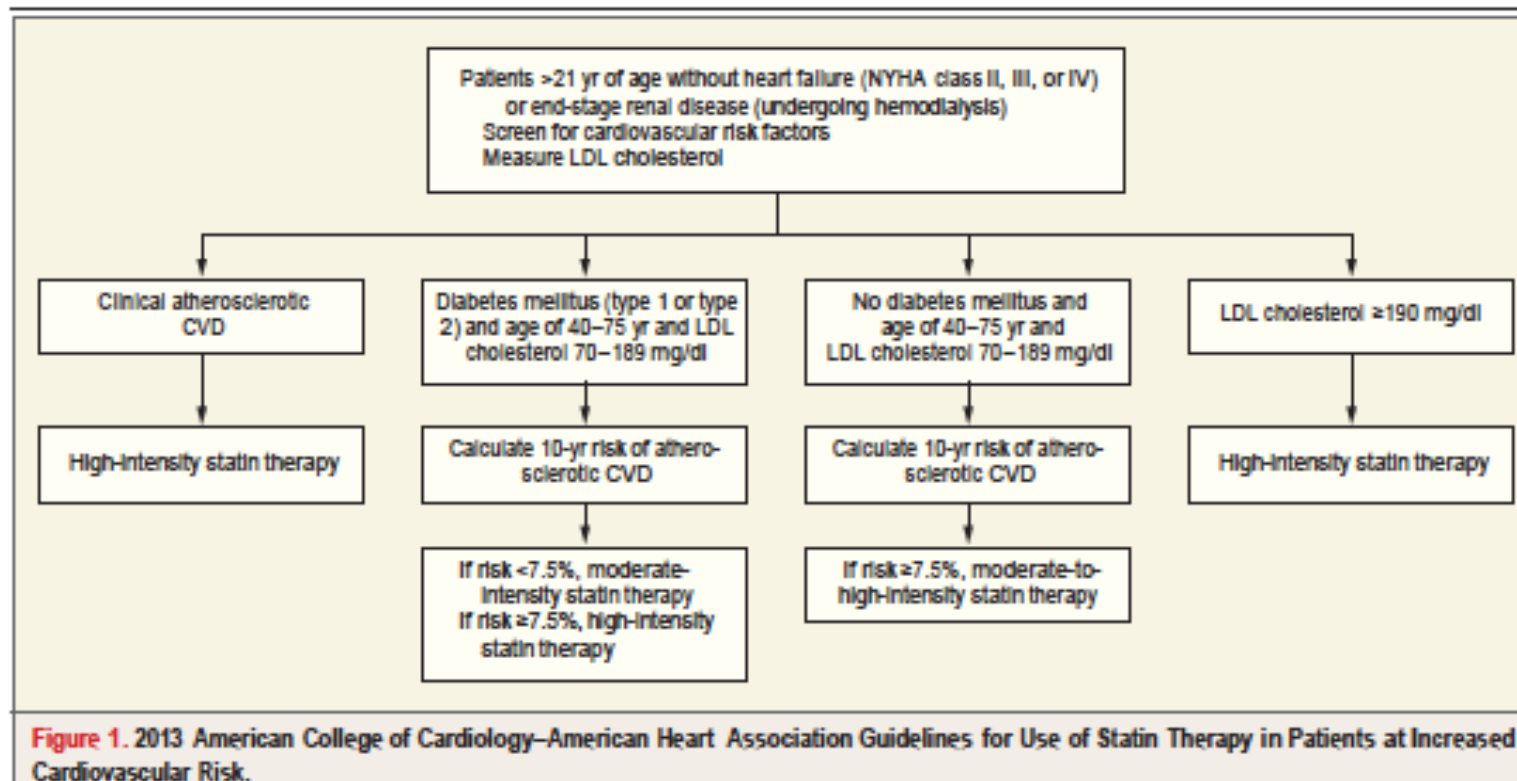 Patients >21 yr of age without heart failure (NYHA class II, III, or IV)
or end-stage renal disease (undergoing hemodialysis)
Screen for cardiovascular risk factors
Measure LDL cholesterol
Clinical atherosclerotic
CVD
Diabetes mellitus (type 1 or type
2) and age of 40–75 yr and LDL
cholesterol 70–189 mg/dl
No diabetes mellitus and
age of 40–75 yr and
LDL cholesterol 70–189 mg/dl
LDL cholesterol ≥190 mg/dl
High-intensity statin therapy
Calculate 10-yr risk of athero-
sclerotic CVD
Calculate 10-yr risk of athero-
sclerotic CVD
High-intensity statin therapy
If risk <7.5%, moderate-
intensity statin therapy
If risk ≥7.5%, high-intensity
statin therapy
If risk ≥7.5%, moderate-to-
high-intensity statin therapy
Figure 1. 2013 American College of Cardiology–American Heart Association Guidelines for Use of Statin Therapy in Patients at Increased
Cardiovascular Risk.